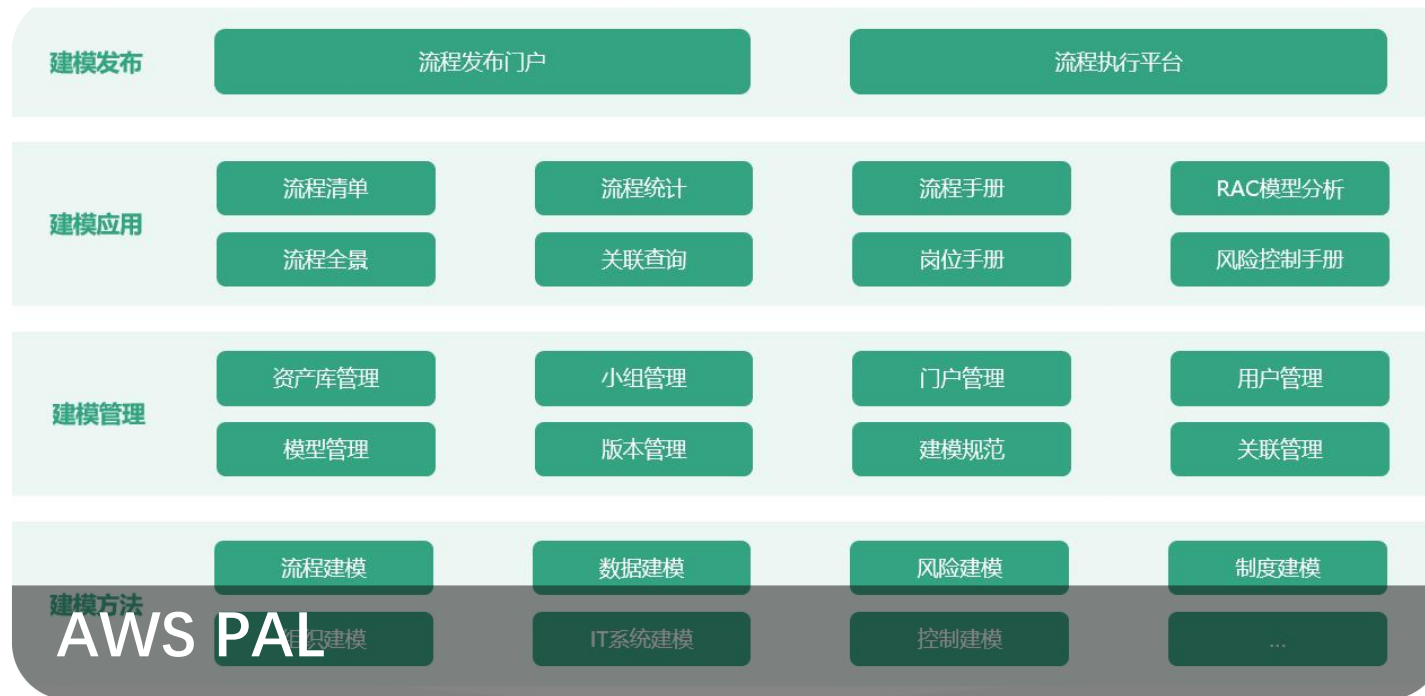 建模发布
流程发布门户
流程执行平台
建模应用
流程清单
流程统计
流程手册
RAC模型分析
流程全景
关联查询
岗位手册
风险控制手册
建模管理
资产库管理
小组管理
门户管理
用户管理
模型管理
版本管理
建模规范
关联管理
建模方法
流程建模
数据建模
风险建模
制度建模
组织建模
IT系统建模
控制建模
...
AWS PAL